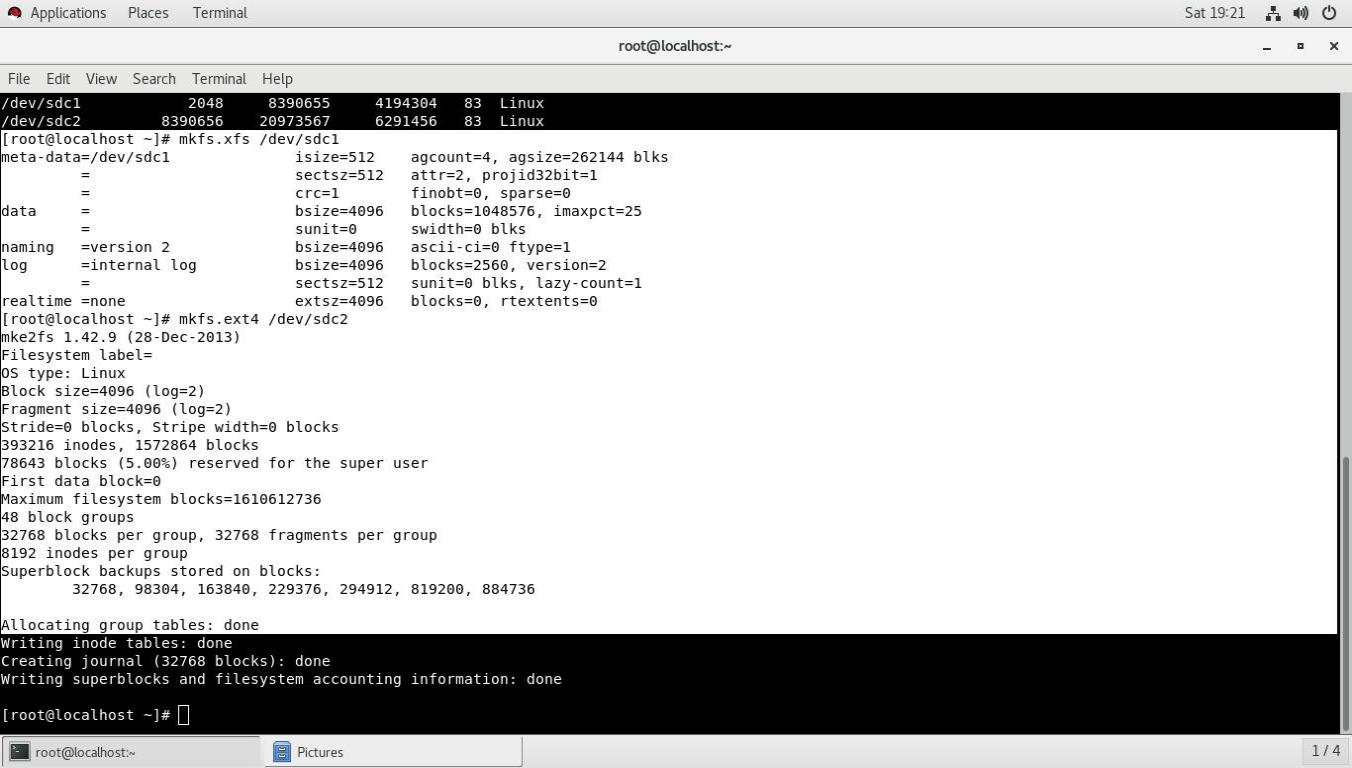 Applications Places Terminal Sat 19:21
root@localhost:~
File Edit View Search Terminal Help
/dev/sdc1            2048     8390655     4194304   83  Linux
/dev/sdc2         8390656    20973567     6291456   83  Linux
[root@localhost ~]# mkfs.xfs /dev/sdc1
meta-data=/dev/sdc1              isize=512    agcount=4, agsize=262144 blks
         =                       sectsz=512   attr=2, projid32bit=1
         =                       crc=1        finobt=0, sparse=0
data     =                       bsize=4096   blocks=1048576, imaxpct=25
         =                       sunit=0      swidth=0 blks
naming   =version 2              bsize=4096   ascii-ci=0 ftype=1
log      =internal log           bsize=4096   blocks=2560, version=2
         =                       sectsz=512   sunit=0 blks, lazy-count=1
realtime =none                   extsz=4096   blocks=0, rtextents=0
[root@localhost ~]# mkfs.ext4 /dev/sdc2
mke2fs 1.42.9 (28-Dec-2013)
Filesystem label=
OS type: Linux
Block size=4096 (log=2)
Fragment size=4096 (log=2)
Stride=0 blocks, Stripe width=0 blocks
393216 inodes, 1572864 blocks
78643 blocks (5.00%) reserved for the super user
First data block=0
Maximum filesystem blocks=1610612736
48 block groups
32768 blocks per group, 32768 fragments per group
8192 inodes per group
Superblock backups stored on blocks:
        32768, 98304, 163840, 229376, 294912, 819200, 884736
Allocating group tables: done
Writing inode tables: done
Creating journal (32768 blocks): done
Writing superblocks and filesystem accounting information: done
[root@localhost ~]#
root@localhost:~ Pictures 1 / 4